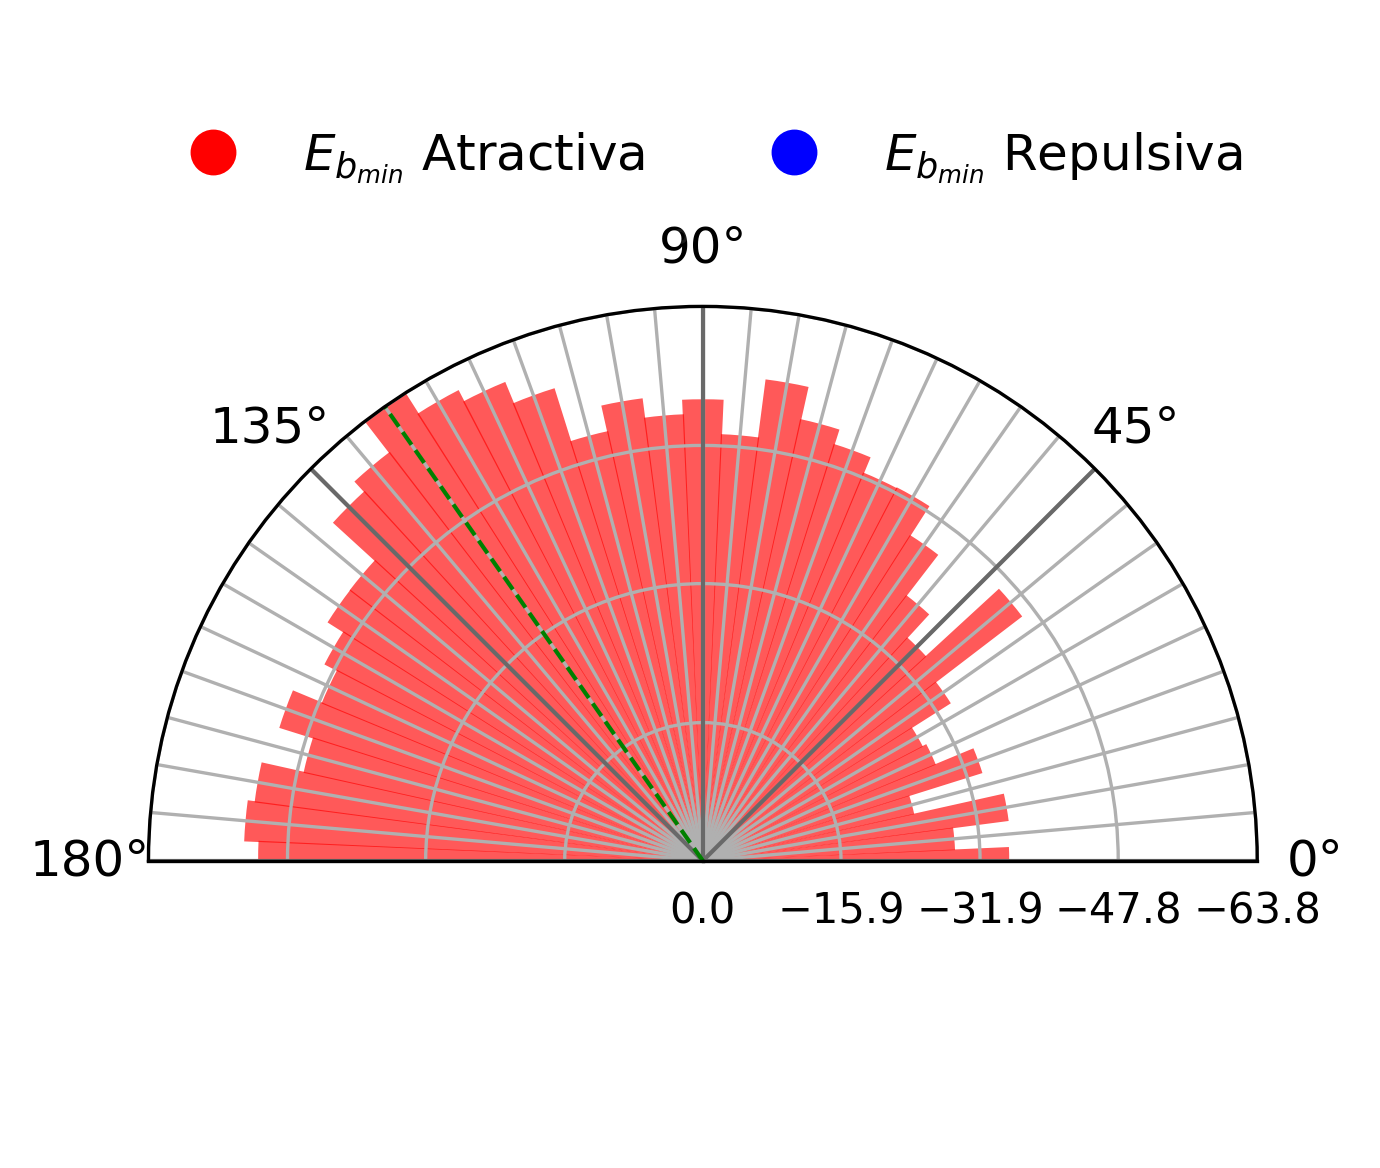 E_{b_{min}} Atractiva E_{b_{min}} Repulsiva
90°
135° 45°
180° 0°
0.0 −15.9 −31.9 −47.8 −63.8